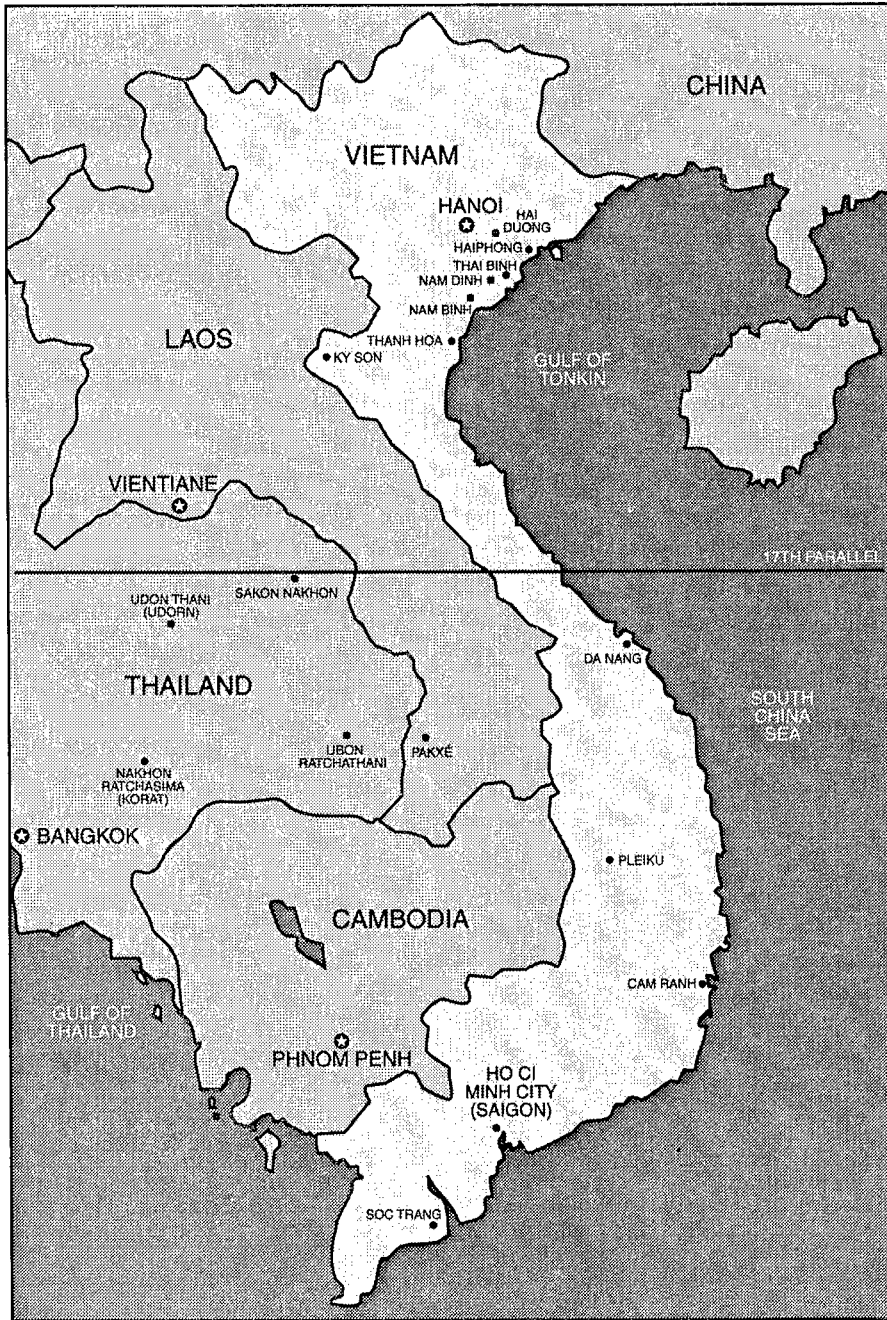 CHINA
VIETNAM
HANOI
HAI
DUONG
HAIPHONG
THAI BINH
NAM DINH
NAM BINH
LAOS
THANH HOA
KY SON
GULF OF
TONKIN
VIENTIANE
17TH PARALLEL
UDON THANI
(UDORN)
SAKON NAKHON
DA NANG
THAILAND
SOUTH
CHINA
SEA
UBON
RATCHATHANI
PAKXÉ
NAKHON
RATCHASIMA
(KORAT)
BANGKOK
PLEIKU
CAMBODIA
CAM RANH
GULF OF
THAILAND
PHNOM PENH
HO CI
MINH CITY
(SAIGON)
SOC TRANG